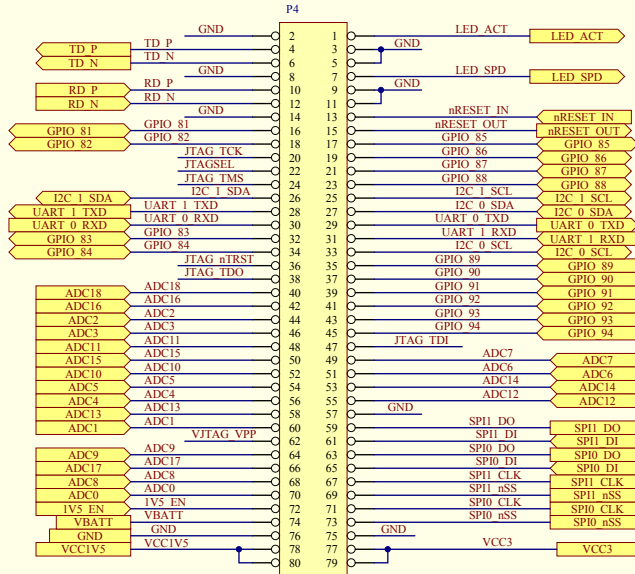 P4
GND 2 1 LED_ACT LED_ACT
TD_P TD_P 4 3 GND
TD_N TD_N 6 5
GND 8 7 LED_SPD LED_SPD
RD_P RD_P 10 9 GND
RD_N RD_N 12 11
GND 14 13 nRESET_IN nRESET_IN
GPIO_81 GPIO_81 16 15 nRESET_OUT nRESET_OUT
GPIO_82 GPIO_82 18 17 GPIO_85 GPIO_85
JTAG_TCK 20 19 GPIO_86 GPIO_86
JTAGSEL 22 21 GPIO_87 GPIO_87
JTAG_TMS 24 23 GPIO_88 GPIO_88
I2C_1_SDA I2C_1_SDA 26 25 I2C_1_SCL I2C_1_SCL
UART_1_TXD UART_1_TXD 28 27 I2C_0_SDA I2C_0_SDA
UART_0_RXD UART_0_RXD 30 29 UART_0_TXD UART_0_TXD
GPIO_83 GPIO_83 32 31 UART_1_RXD UART_1_RXD
GPIO_84 GPIO_84 34 33 I2C_0_SCL I2C_0_SCL
JTAG_nTRST 36 35 GPIO_89 GPIO_89
JTAG_TDO 38 37 GPIO_90 GPIO_90
ADC18 ADC18 40 39 GPIO_91 GPIO_91
ADC16 ADC16 42 41 GPIO_92 GPIO_92
ADC2 ADC2 44 43 GPIO_93 GPIO_93
ADC3 ADC3 46 45 GPIO_94 GPIO_94
ADC11 ADC11 48 47 JTAG_TDI
ADC15 ADC15 50 49 ADC7 ADC7
ADC10 ADC10 52 51 ADC6 ADC6
ADC5 ADC5 54 53 ADC14 ADC14
ADC4 ADC4 56 55 ADC12 ADC12
ADC13 ADC13 58 57 GND
ADC1 ADC1 60 59 SPI1_DO SPI1_DO
VJTAG_VPP 62 61 SPI1_DI SPI1_DI
ADC9 ADC9 64 63 SPI0_DO SPI0_DO
ADC17 ADC17 66 65 SPI0_DI SPI0_DI
ADC8 ADC8 68 67 SPI1_CLK SPI1_CLK
ADC0 ADC0 70 69 SPI1_nSS SPI1_nSS
1V5_EN 1V5_EN 72 71 SPI0_CLK SPI0_CLK
VBATT VBATT 74 73 SPI0_nSS SPI0_nSS
GND GND 76 75 GND
VCC1V5 VCC1V5 78 77 VCC3 VCC3
80 79